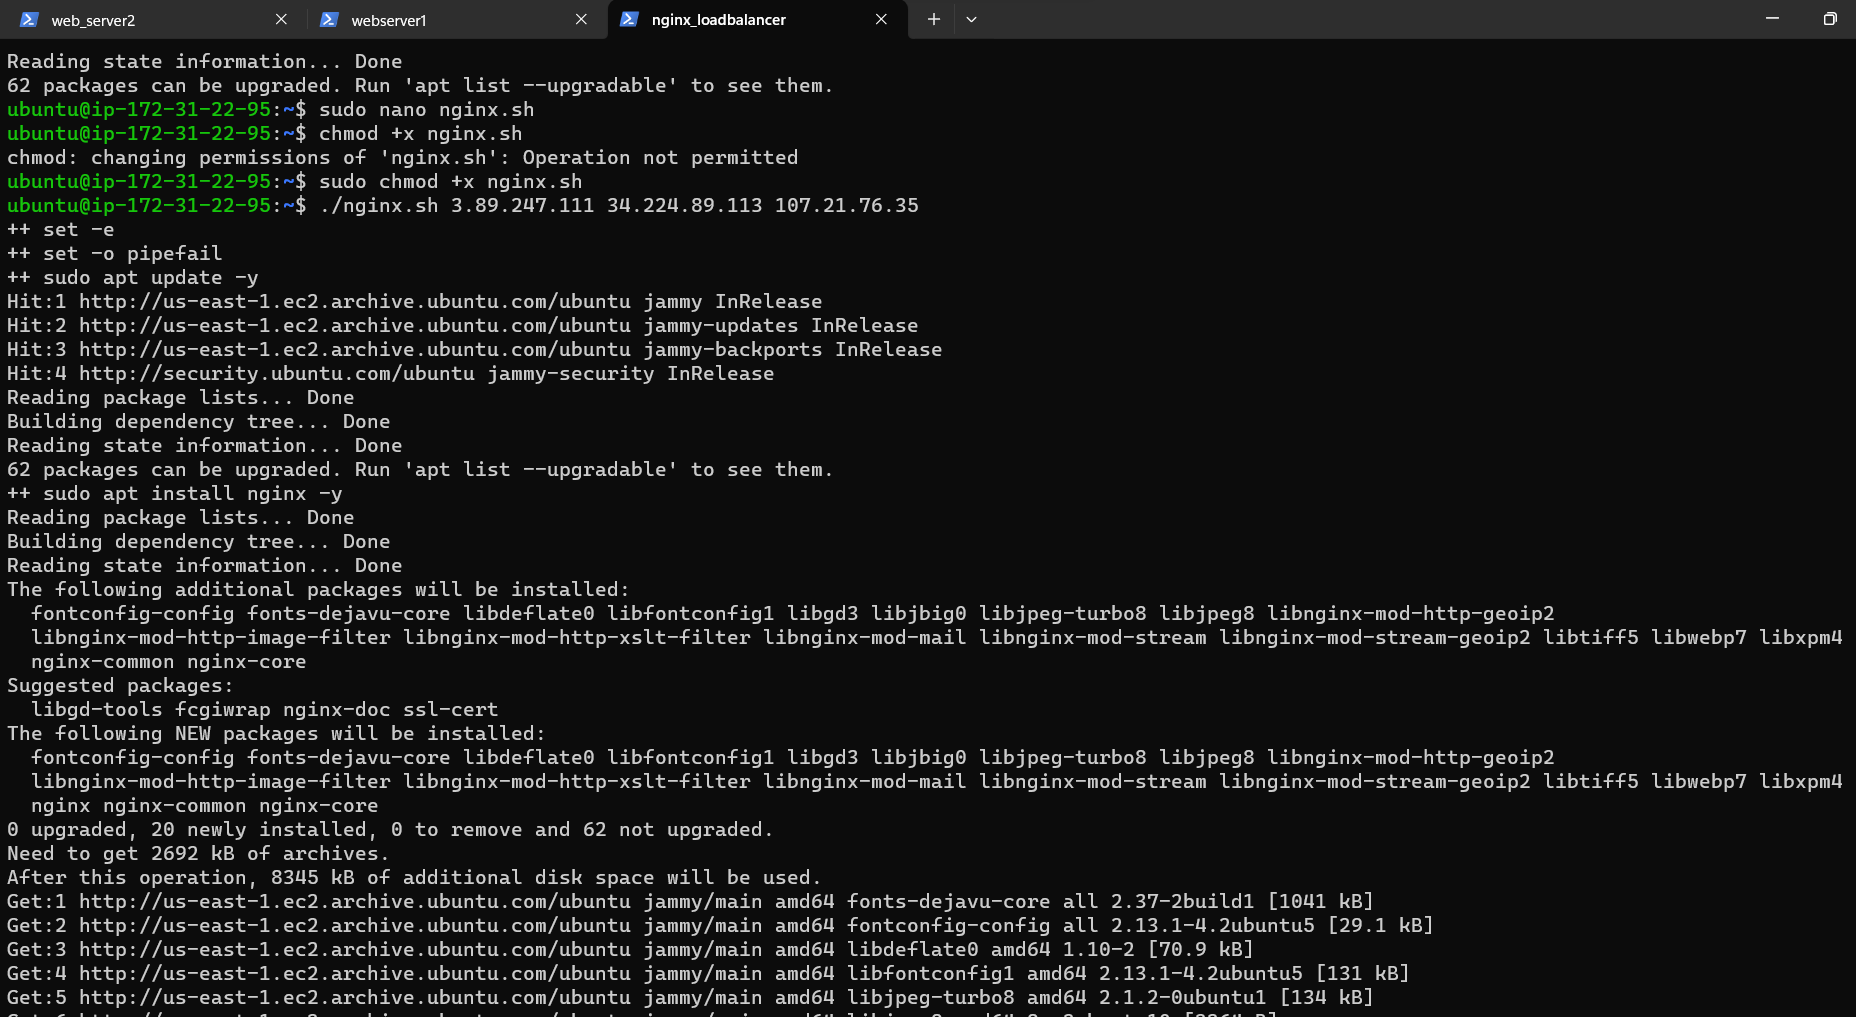 web_server2
webserver1
nginx_loadbalancer
Reading state information... Done
62 packages can be upgraded. Run 'apt list --upgradable' to see them.
ubuntu@ip-172-31-22-95:~$ sudo nano nginx.sh
ubuntu@ip-172-31-22-95:~$ chmod +x nginx.sh
chmod: changing permissions of 'nginx.sh': Operation not permitted
ubuntu@ip-172-31-22-95:~$ sudo chmod +x nginx.sh
ubuntu@ip-172-31-22-95:~$ ./nginx.sh 3.89.247.111 34.224.89.113 107.21.76.35
++ set -e
++ set -o pipefail
++ sudo apt update -y
Hit:1 http://us-east-1.ec2.archive.ubuntu.com/ubuntu jammy InRelease
Hit:2 http://us-east-1.ec2.archive.ubuntu.com/ubuntu jammy-updates InRelease
Hit:3 http://us-east-1.ec2.archive.ubuntu.com/ubuntu jammy-backports InRelease
Hit:4 http://security.ubuntu.com/ubuntu jammy-security InRelease
Reading package lists... Done
Building dependency tree... Done
Reading state information... Done
62 packages can be upgraded. Run 'apt list --upgradable' to see them.
++ sudo apt install nginx -y
Reading package lists... Done
Building dependency tree... Done
Reading state information... Done
The following additional packages will be installed:
  fontconfig-config fonts-dejavu-core libdeflate0 libfontconfig1 libgd3 libjbig0 libjpeg-turbo8 libjpeg8 libnginx-mod-http-geoip2
  libnginx-mod-http-image-filter libnginx-mod-http-xslt-filter libnginx-mod-mail libnginx-mod-stream libnginx-mod-stream-geoip2 libtiff5 libwebp7 libxpm4
  nginx-common nginx-core
Suggested packages:
  libgd-tools fcgiwrap nginx-doc ssl-cert
The following NEW packages will be installed:
  fontconfig-config fonts-dejavu-core libdeflate0 libfontconfig1 libgd3 libjbig0 libjpeg-turbo8 libjpeg8 libnginx-mod-http-geoip2
  libnginx-mod-http-image-filter libnginx-mod-http-xslt-filter libnginx-mod-mail libnginx-mod-stream libnginx-mod-stream-geoip2 libtiff5 libwebp7 libxpm4
  nginx nginx-common nginx-core
0 upgraded, 20 newly installed, 0 to remove and 62 not upgraded.
Need to get 2692 kB of archives.
After this operation, 8345 kB of additional disk space will be used.
Get:1 http://us-east-1.ec2.archive.ubuntu.com/ubuntu jammy/main amd64 fonts-dejavu-core all 2.37-2build1 [1041 kB]
Get:2 http://us-east-1.ec2.archive.ubuntu.com/ubuntu jammy/main amd64 fontconfig-config all 2.13.1-4.2ubuntu5 [29.1 kB]
Get:3 http://us-east-1.ec2.archive.ubuntu.com/ubuntu jammy/main amd64 libdeflate0 amd64 1.10-2 [70.9 kB]
Get:4 http://us-east-1.ec2.archive.ubuntu.com/ubuntu jammy/main amd64 libfontconfig1 amd64 2.13.1-4.2ubuntu5 [131 kB]
Get:5 http://us-east-1.ec2.archive.ubuntu.com/ubuntu jammy/main amd64 libjpeg-turbo8 amd64 2.1.2-0ubuntu1 [134 kB]